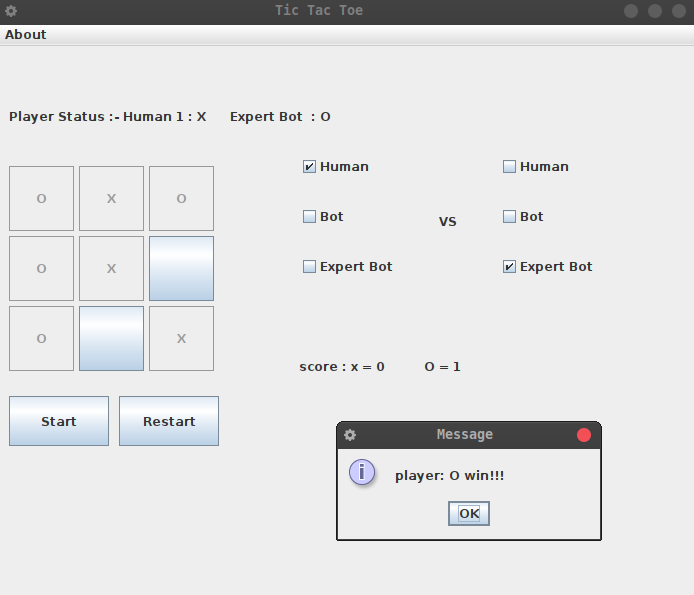 Tic Tac Toe
About
Player Status :- Human 1 : X Expert Bot : O
O X O
O X
O X
Human
Bot
Expert Bot
VS
Human
Bot
Expert Bot
score : x = 0 O = 1
Start Restart
Message
player: O win!!!
OK